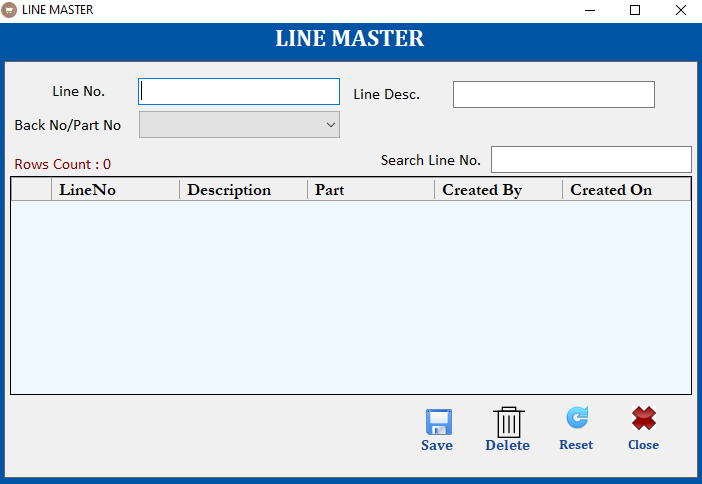 LINE MASTER
LINE MASTER
Line No.
Line Desc.
Back No/Part No
Rows Count : 0
Search Line No.
LineNo Description Part Created By Created On
Save Delete Reset Close